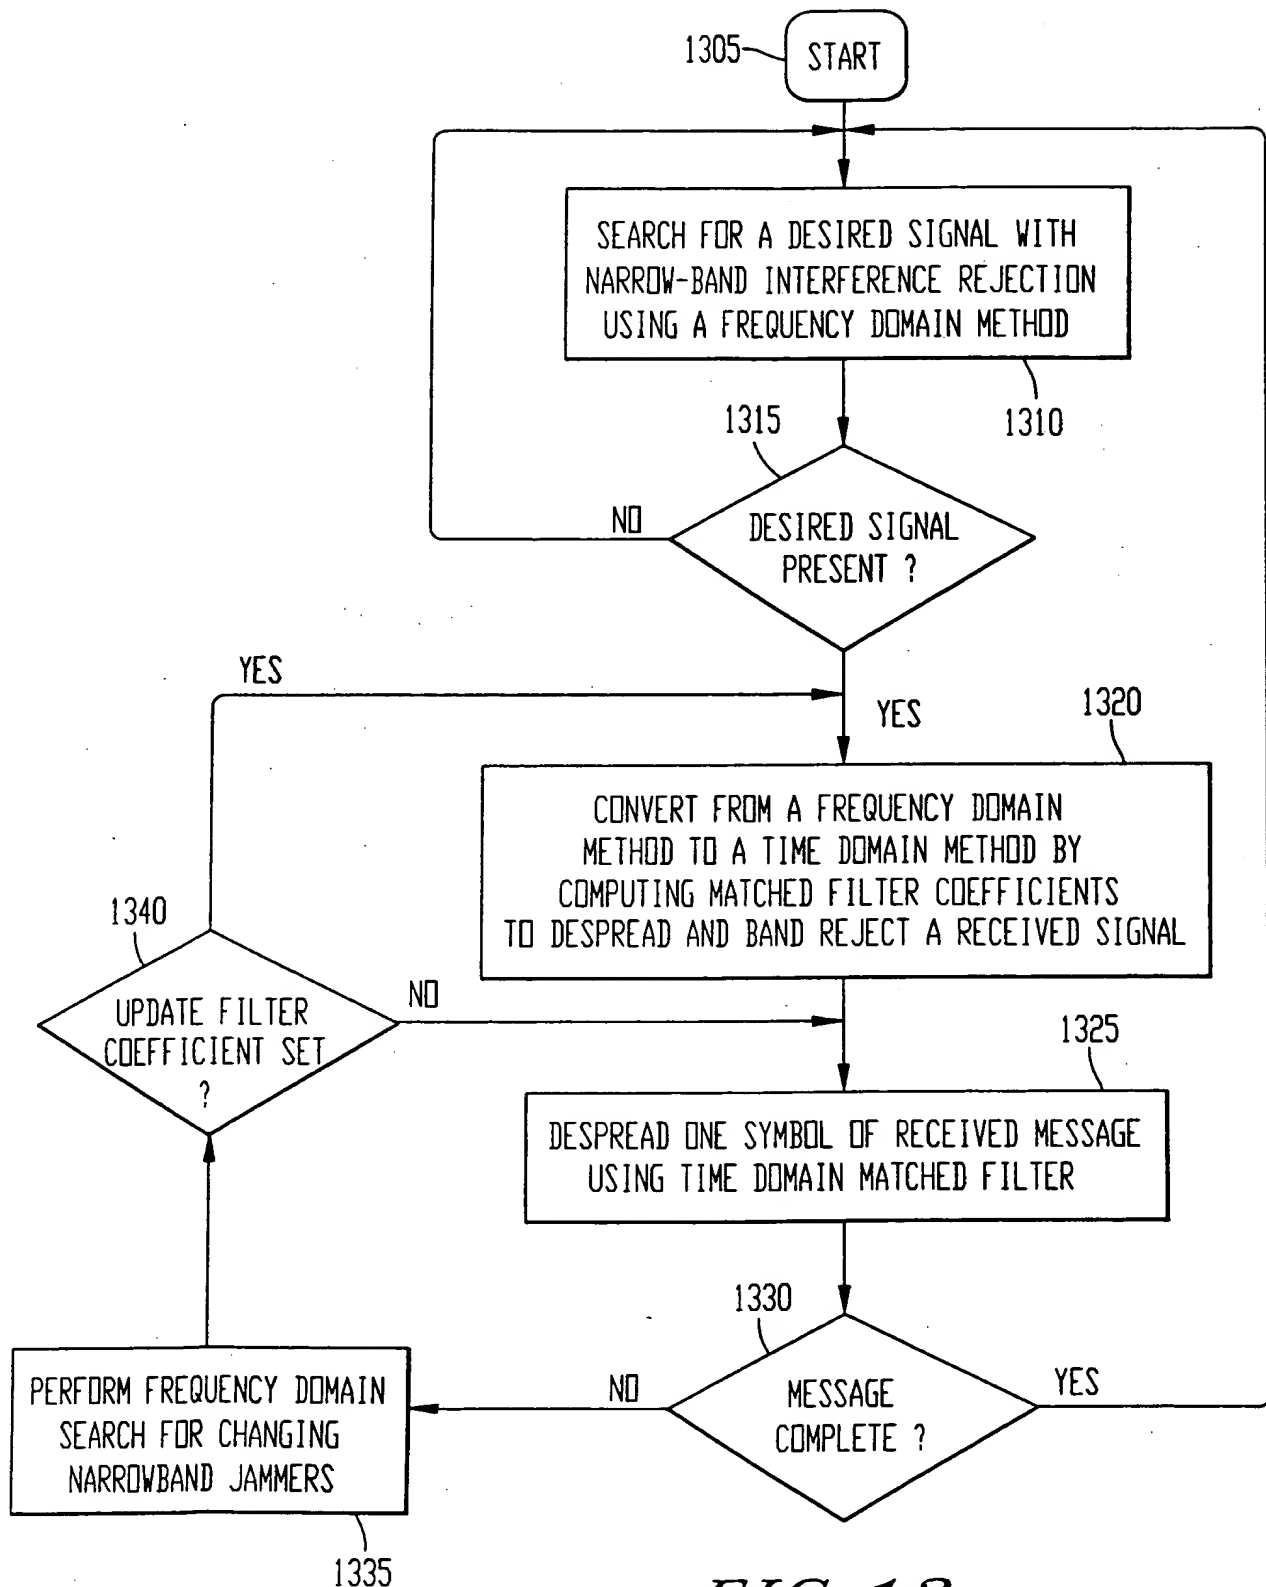 1305
START
SEARCH FOR A DESIRED SIGNAL WITH
NARROW-BAND INTERFERENCE REJECTION
USING A FREQUENCY DOMAIN METHOD
1310
1315
NO
DESIRED SIGNAL
PRESENT ?
YES
YES
1320
CONVERT FROM A FREQUENCY DOMAIN
METHOD TO A TIME DOMAIN METHOD BY
COMPUTING MATCHED FILTER COEFFICIENTS
TO DESPREAD AND BAND REJECT A RECEIVED SIGNAL
1340
UPDATE FILTER
COEFFICIENT SET
?
NO
1325
DESPREAD ONE SYMBOL OF RECEIVED MESSAGE
USING TIME DOMAIN MATCHED FILTER
1330
MESSAGE
COMPLETE ?
YES
NO
PERFORM FREQUENCY DOMAIN
SEARCH FOR CHANGING
NARROWBAND JAMMERS
1335